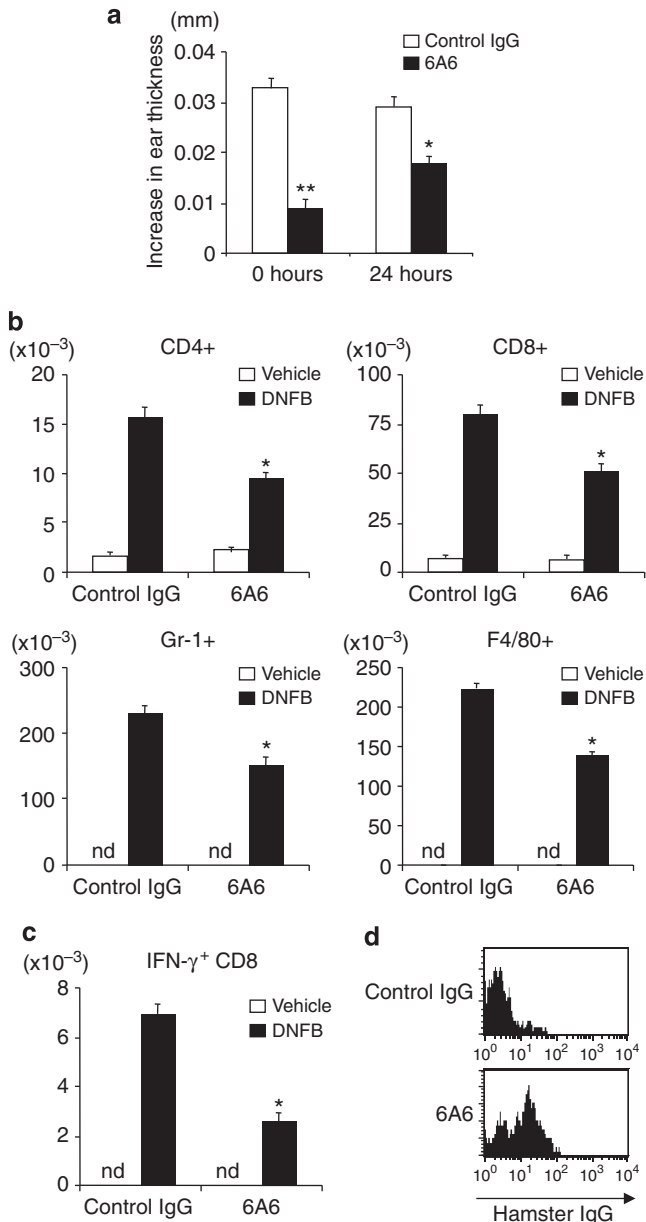 a
(mm)
Increase in ear thickness
0.04
0.03
0.02
0.01
0
Control IgG
6A6
**
*
0 hours
24 hours
b
(x10⁻³)
CD4+
20
15
10
5
0
Vehicle
DNFB
*
Control IgG
6A6
(x10⁻³)
CD8+
100
75
50
25
0
Vehicle
DNFB
*
Control IgG
6A6
(x10⁻³)
Gr-1+
300
200
100
0
Vehicle
DNFB
nd
nd
*
Control IgG
6A6
(x10⁻³)
F4/80+
250
200
150
100
50
0
Vehicle
DNFB
nd
nd
*
Control IgG
6A6
c
(x10⁻³)
IFN-γ⁺ CD8
8
6
4
2
0
Vehicle
DNFB
nd
nd
*
Control IgG
6A6
d
Control IgG
10⁰ 10¹ 10² 10³ 10⁴
6A6
10⁰ 10¹ 10² 10³ 10⁴
Hamster IgG